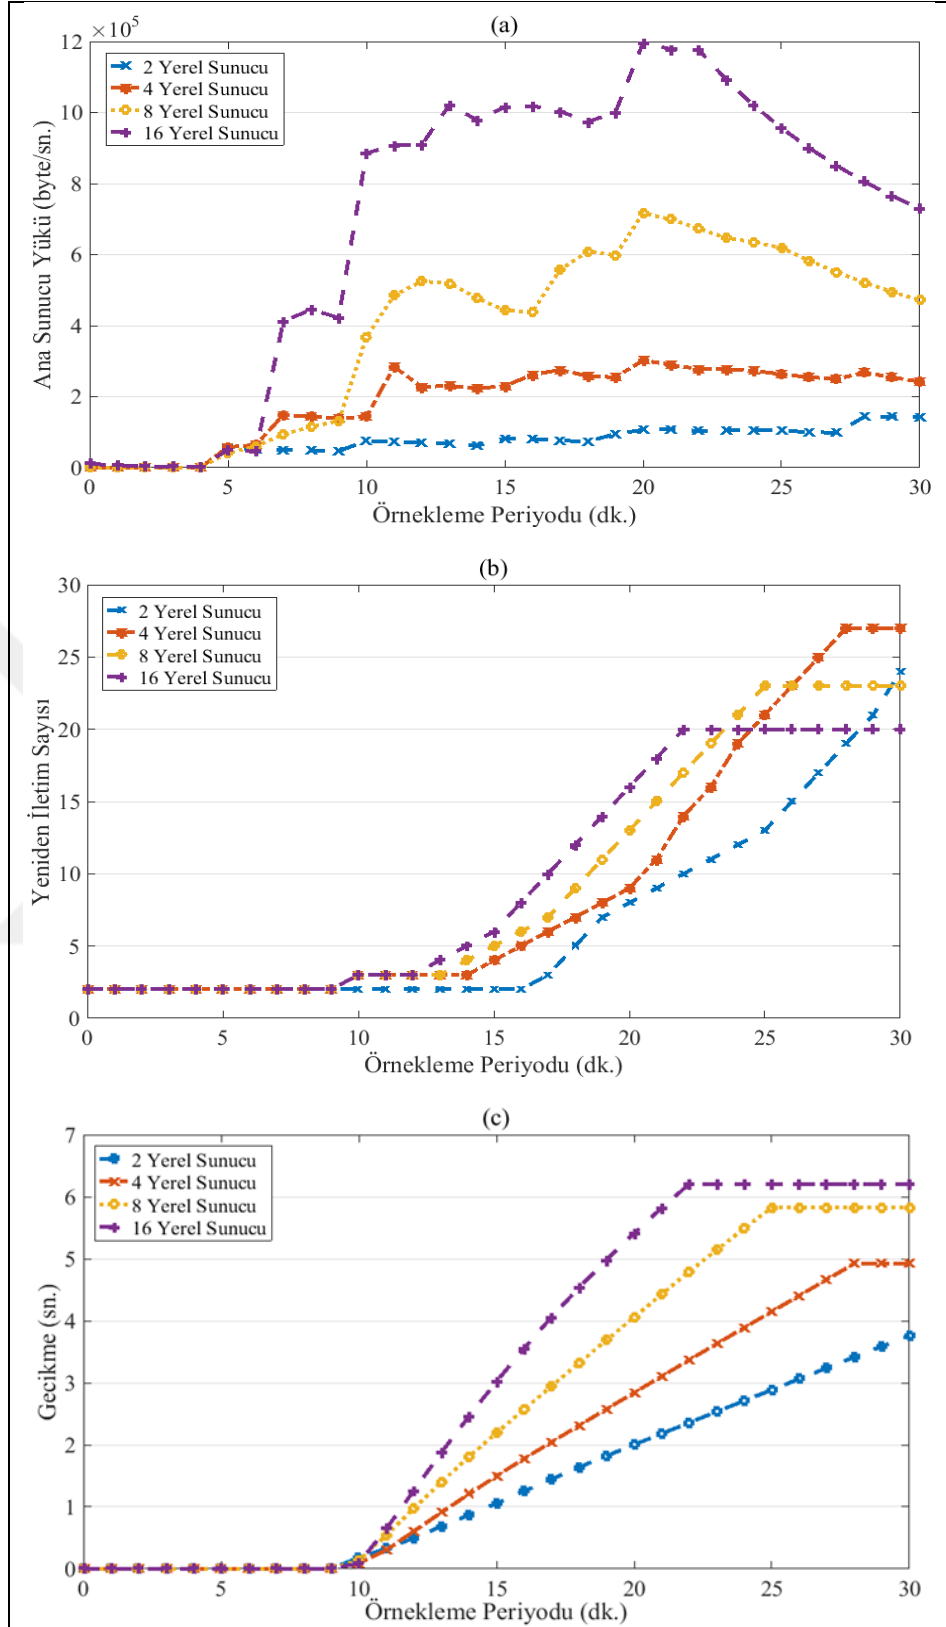 (a)
×10⁵
12
10
8
6
4
2
0
Ana Sunucu Yükü (byte/sn.)
2 Yerel Sunucu
4 Yerel Sunucu
8 Yerel Sunucu
16 Yerel Sunucu
0 5 10 15 20 25 30
Örnekleme Periyodu (dk.)
(b)
30
25
20
15
10
5
0
Yeniden İletim Sayısı
2 Yerel Sunucu
4 Yerel Sunucu
8 Yerel Sunucu
16 Yerel Sunucu
0 5 10 15 20 25 30
Örnekleme Periyodu (dk.)
(c)
7
6
5
4
3
2
1
0
Gecikme (sn.)
2 Yerel Sunucu
4 Yerel Sunucu
8 Yerel Sunucu
16 Yerel Sunucu
0 5 10 15 20 25 30
Örnekleme Periyodu (dk.)